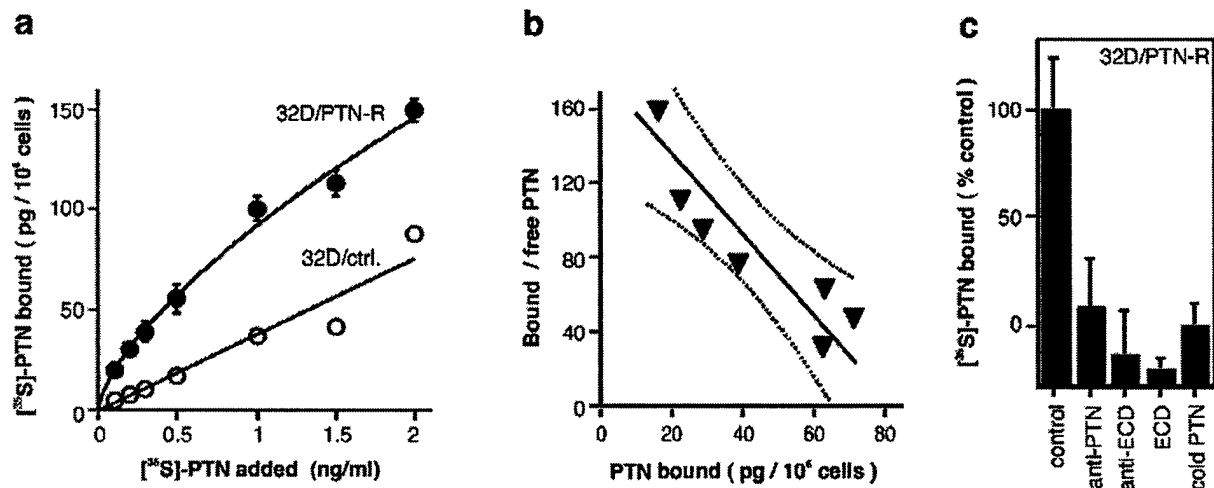 a
[³⁵S]-PTN bound ( pg / 10⁶ cells )
150
100
50
0
32D/PTN-R
32D/ctrl.
0
0.5
1
1.5
2
[³⁵S]-PTN added (ng/ml)
b
Bound / free PTN
160
120
80
40
0
0
20
40
60
80
PTN bound ( pg / 10⁶ cells )
c
[³⁵S]-PTN bound ( % control )
32D/PTN-R
100
50
0
control
anti-PTN
anti-ECD
ECD
cold PTN